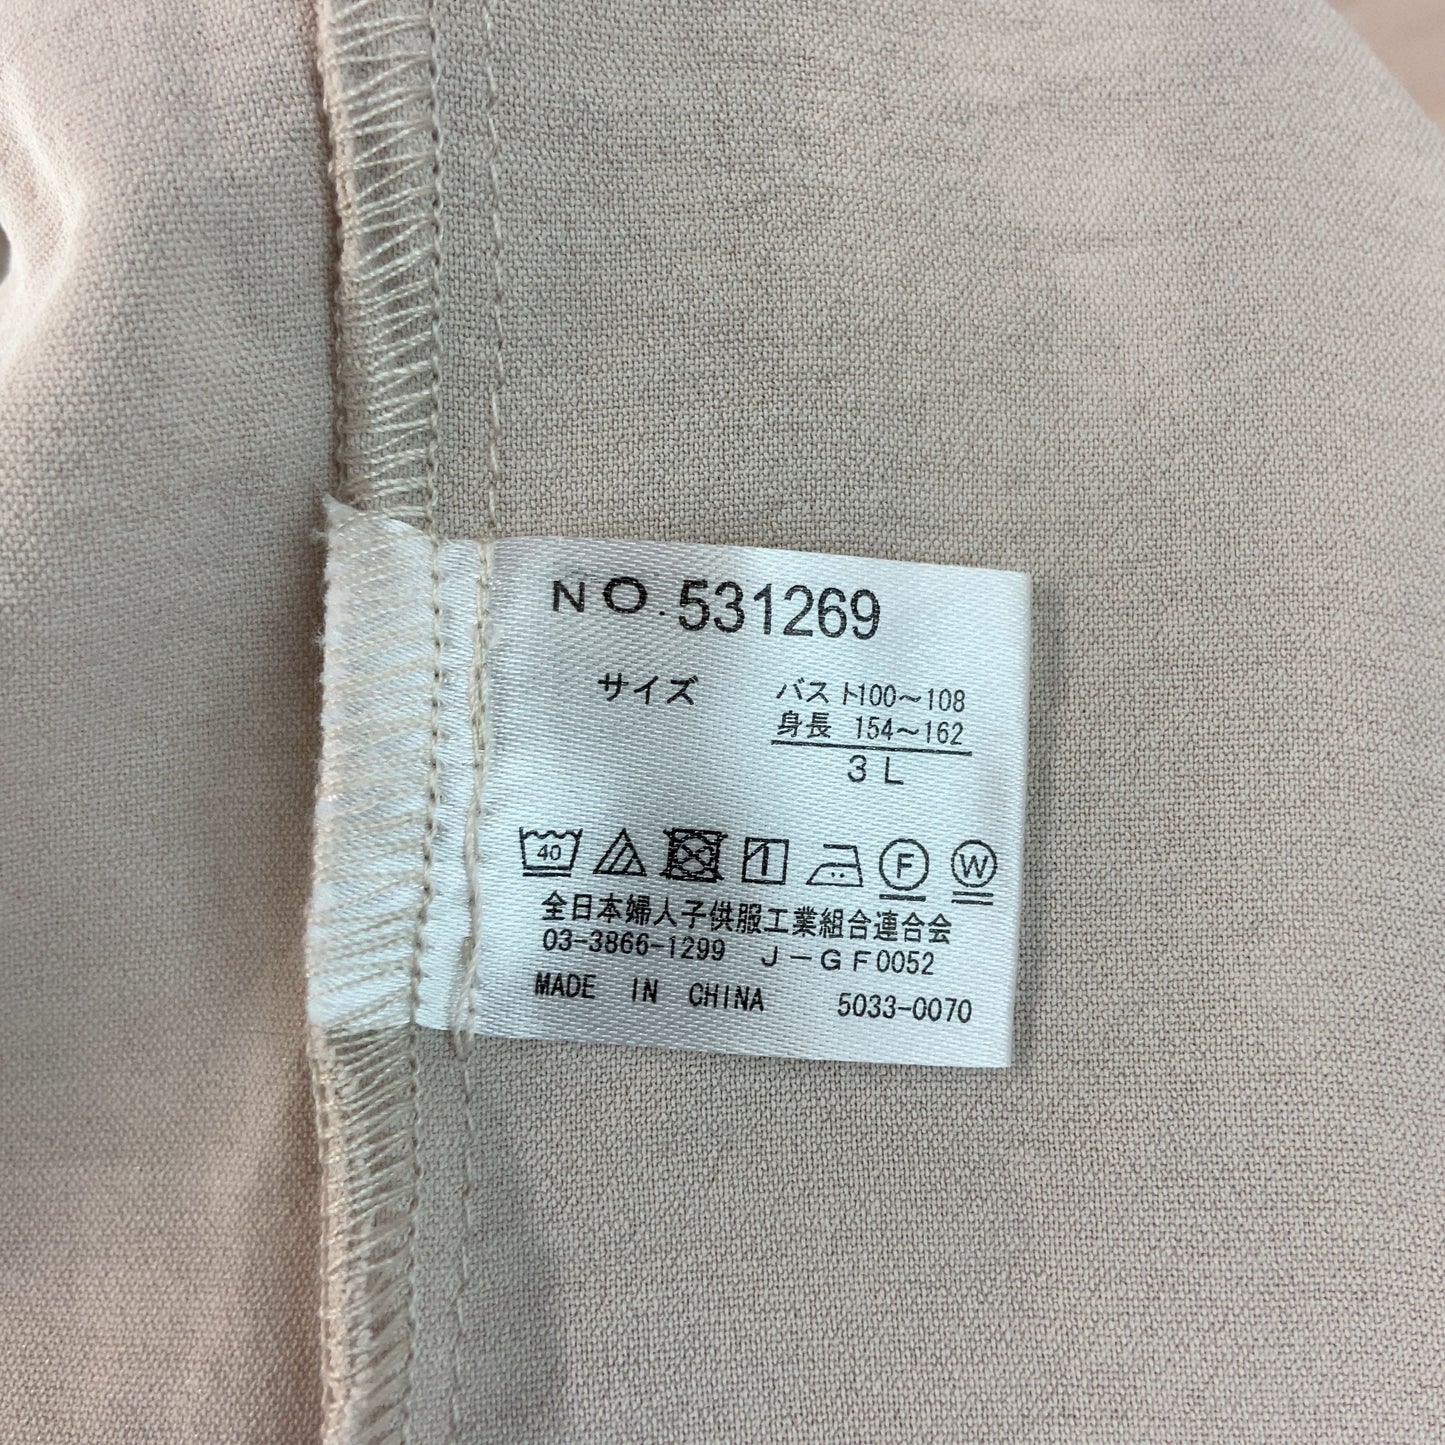 NO.531269
サイズ バスト100～108
身長 154～162
3L
40 F W
全日本婦人子供服工業組合連合会
03-3866-1299 J-GF0052
MADE IN CHINA 5033-0070